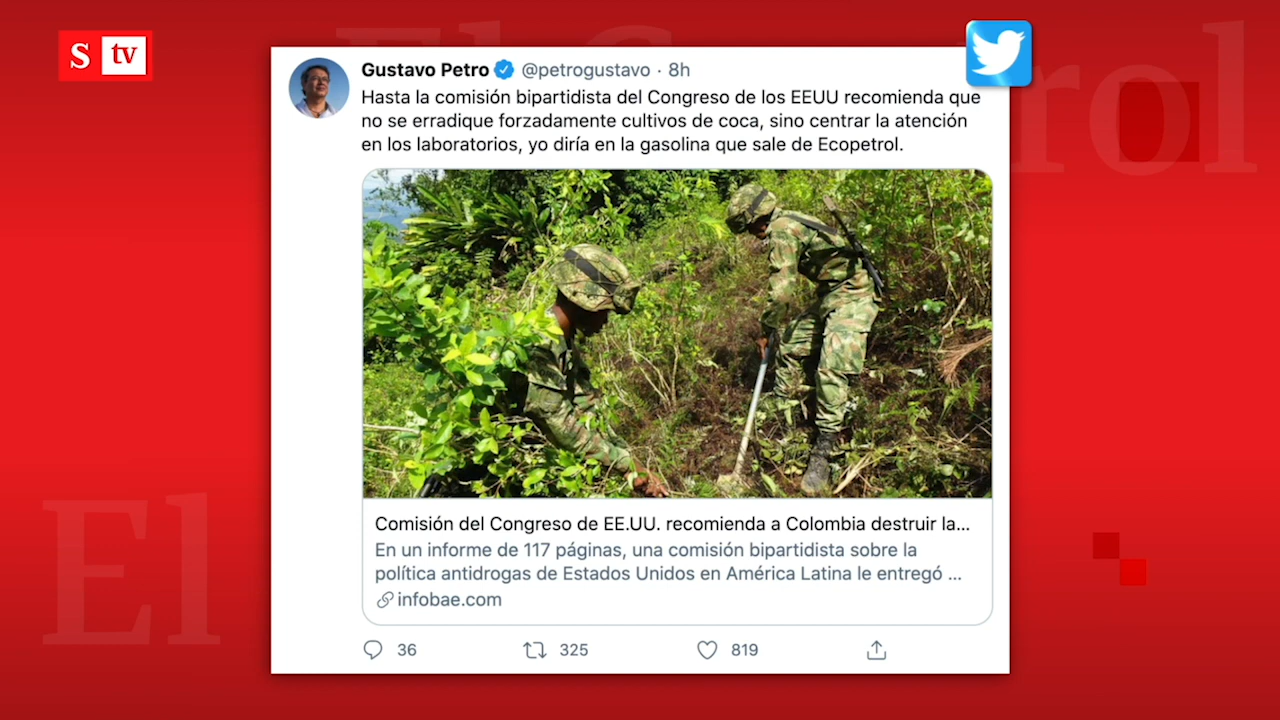 S tv
El Control
Gustavo Petro @petrogustavo · 8h
Hasta la comisión bipartidista del Congreso de los EEUU recomienda que
no se erradique forzadamente cultivos de coca, sino centrar la atención
en los laboratorios, yo diría en la gasolina que sale de Ecopetrol.
Comisión del Congreso de EE.UU. recomienda a Colombia destruir la...
En un informe de 117 páginas, una comisión bipartidista sobre la
política antidrogas de Estados Unidos en América Latina le entregó ...
infobae.com
36 325 819
El